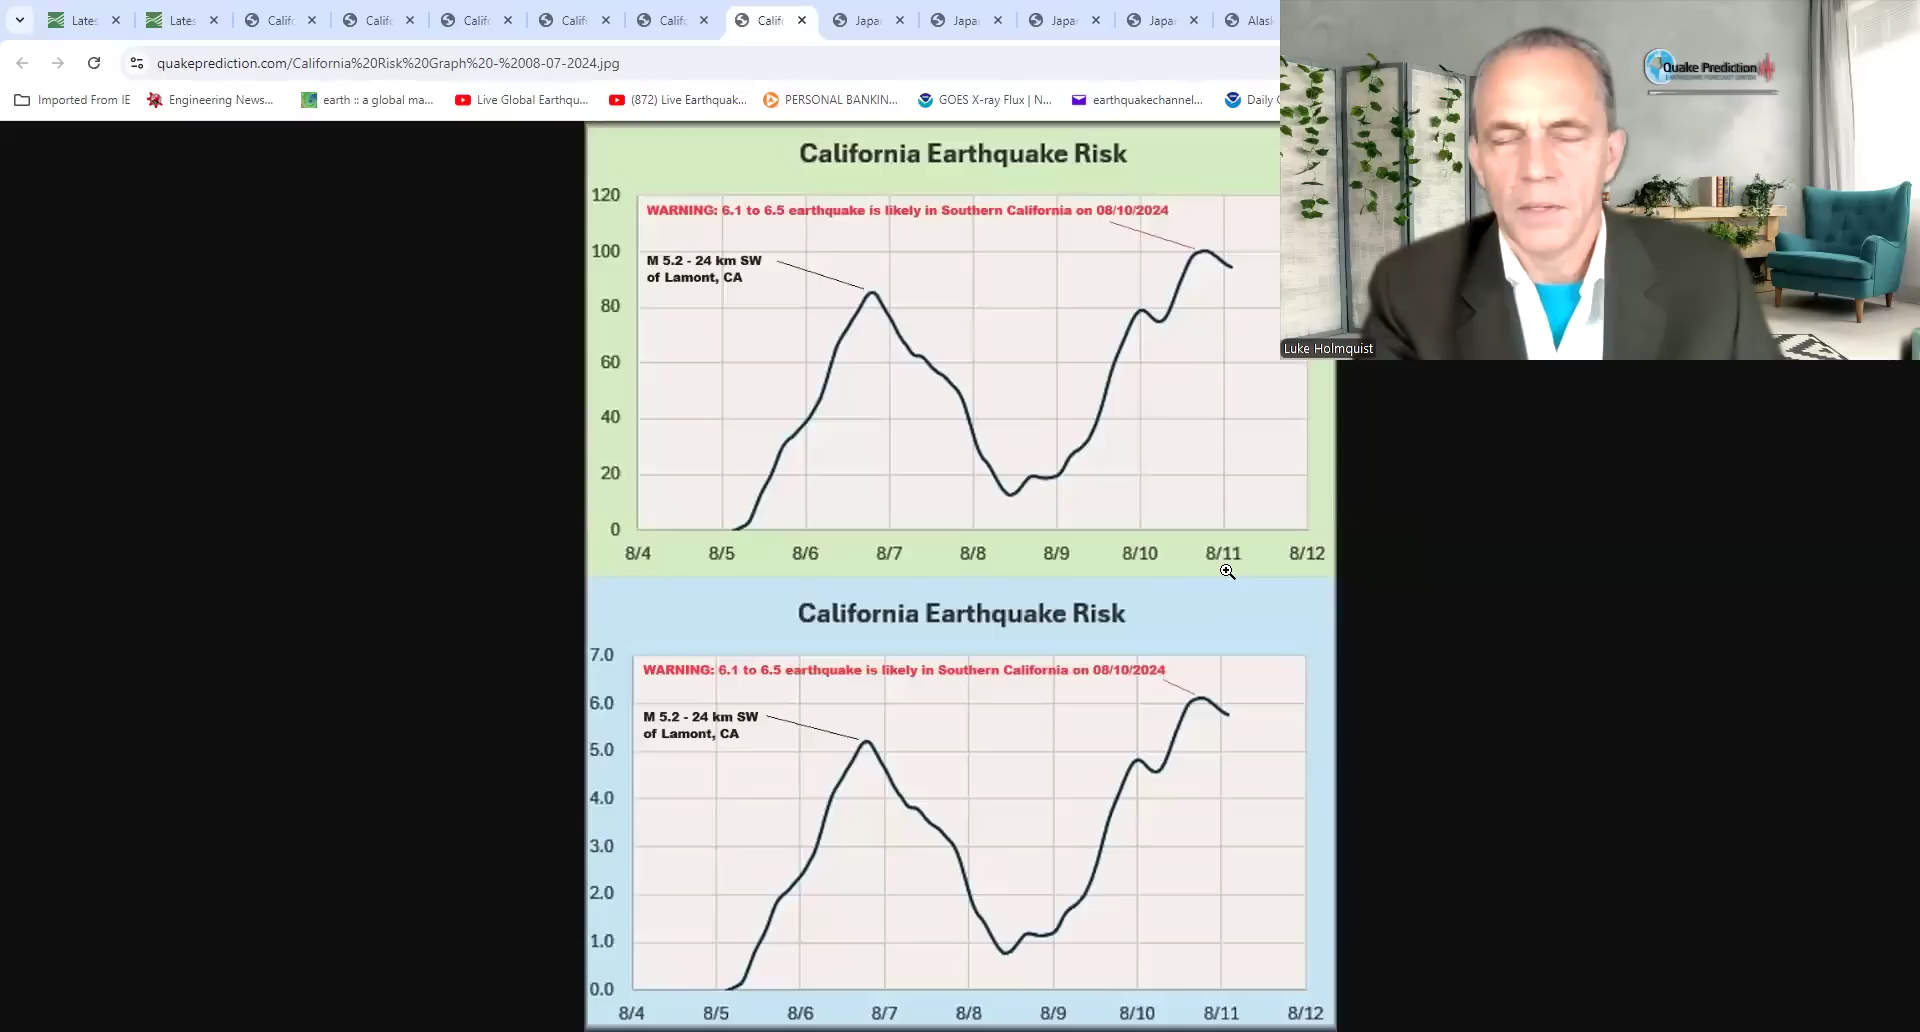 Lates
Lates
Calif
Calif
Calif
Calif
Calif
Calif
Japa
Japa
Japa
Japa
Alas
quakeprediction.com/California%20Risk%20Graph%20-%2008-07-2024.jpg
Imported From IE
Engineering News...
earth :: a global ma...
Live Global Earthqu...
(872) Live Earthquak...
PERSONAL BANKIN...
GOES X-ray Flux | N...
earthquakechannel...
Daily
Quake Prediction
Luke Holmquist
California Earthquake Risk
120
100
80
60
40
20
0
WARNING: 6.1 to 6.5 earthquake is likely in Southern California on 08/10/2024
M 5.2 - 24 km SW
of Lamont, CA
8/4 8/5 8/6 8/7 8/8 8/9 8/10 8/11 8/12
California Earthquake Risk
7.0
6.0
5.0
4.0
3.0
2.0
1.0
0.0
WARNING: 6.1 to 6.5 earthquake is likely in Southern California on 08/10/2024
M 5.2 - 24 km SW
of Lamont, CA
8/4 8/5 8/6 8/7 8/8 8/9 8/10 8/11 8/12